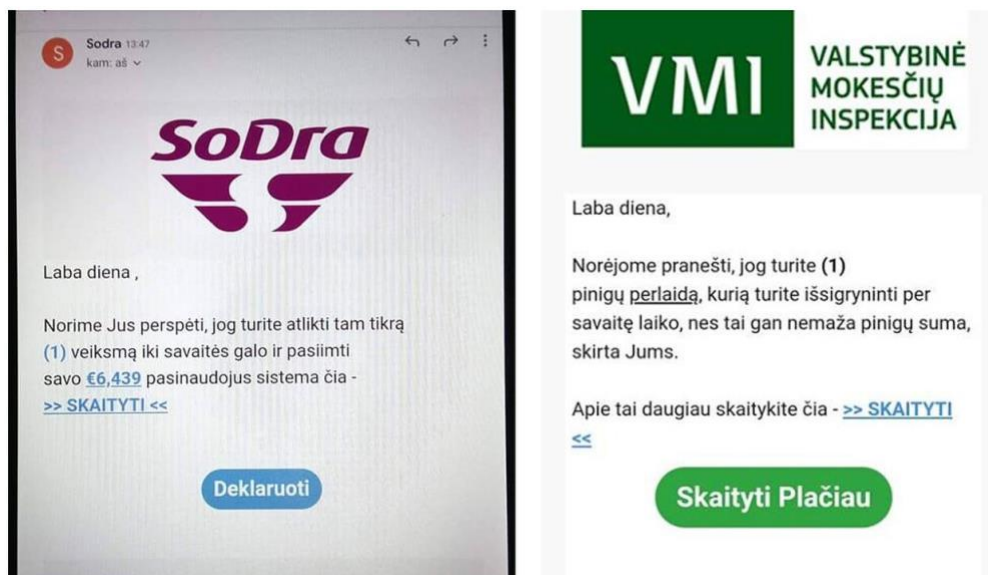 S
Sodra 13:47
kam: aš
SoDra
Laba diena ,
Norime Jus perspėti, jog turite atlikti tam tikrą
(1) veiksmą iki savaitės galo ir pasiimti
savo €6,439 pasinaudojus sistema čia -
>> SKAITYTI <<
Deklaruoti
VMI
VALSTYBINĖ
MOKESČIŲ
INSPEKCIJA
Laba diena,
Norėjome pranešti, jog turite (1)
pinigų perlaidą, kurią turite išsigryninti per
savaitę laiko, nes tai gan nemaža pinigų suma,
skirta Jums.
Apie tai daugiau skaitykite čia - >> SKAITYTI
<<
Skaityti Plačiau